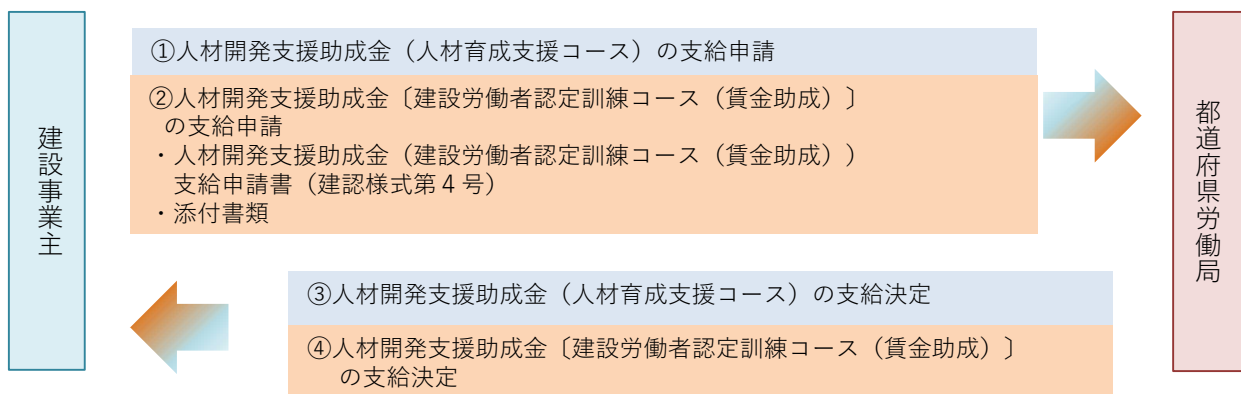 建設事業主
①人材開発支援助成金（人材育成支援コース）の支給申請
②人材開発支援助成金〔建設労働者認定訓練コース（賃金助成）〕
の支給申請
・人材開発支援助成金（建設労働者認定訓練コース（賃金助成））
支給申請書（建認様式第４号）
・添付書類
都道府県労働局
③人材開発支援助成金（人材育成支援コース）の支給決定
④人材開発支援助成金〔建設労働者認定訓練コース（賃金助成）〕
の支給決定